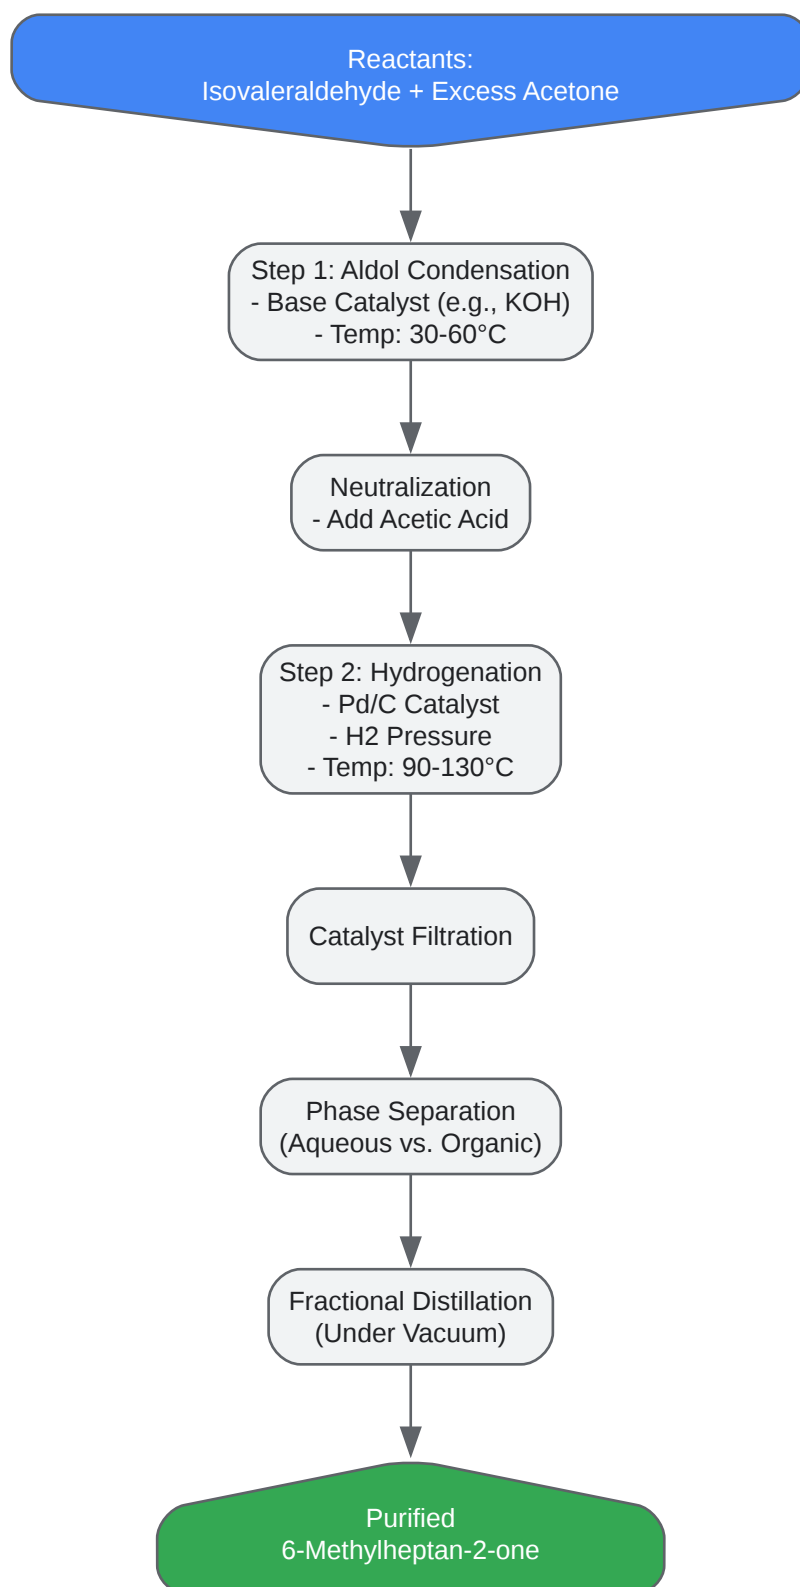 Reactants:
Isovaleraldehyde + Excess Acetone
Step 1: Aldol Condensation
- Base Catalyst (e.g., KOH)
- Temp: 30-60°C
Neutralization
- Add Acetic Acid
Step 2: Hydrogenation
- Pd/C Catalyst
- H2 Pressure
- Temp: 90-130°C
Catalyst Filtration
Phase Separation
(Aqueous vs. Organic)
Fractional Distillation
(Under Vacuum)
Purified
6-Methylheptan-2-one